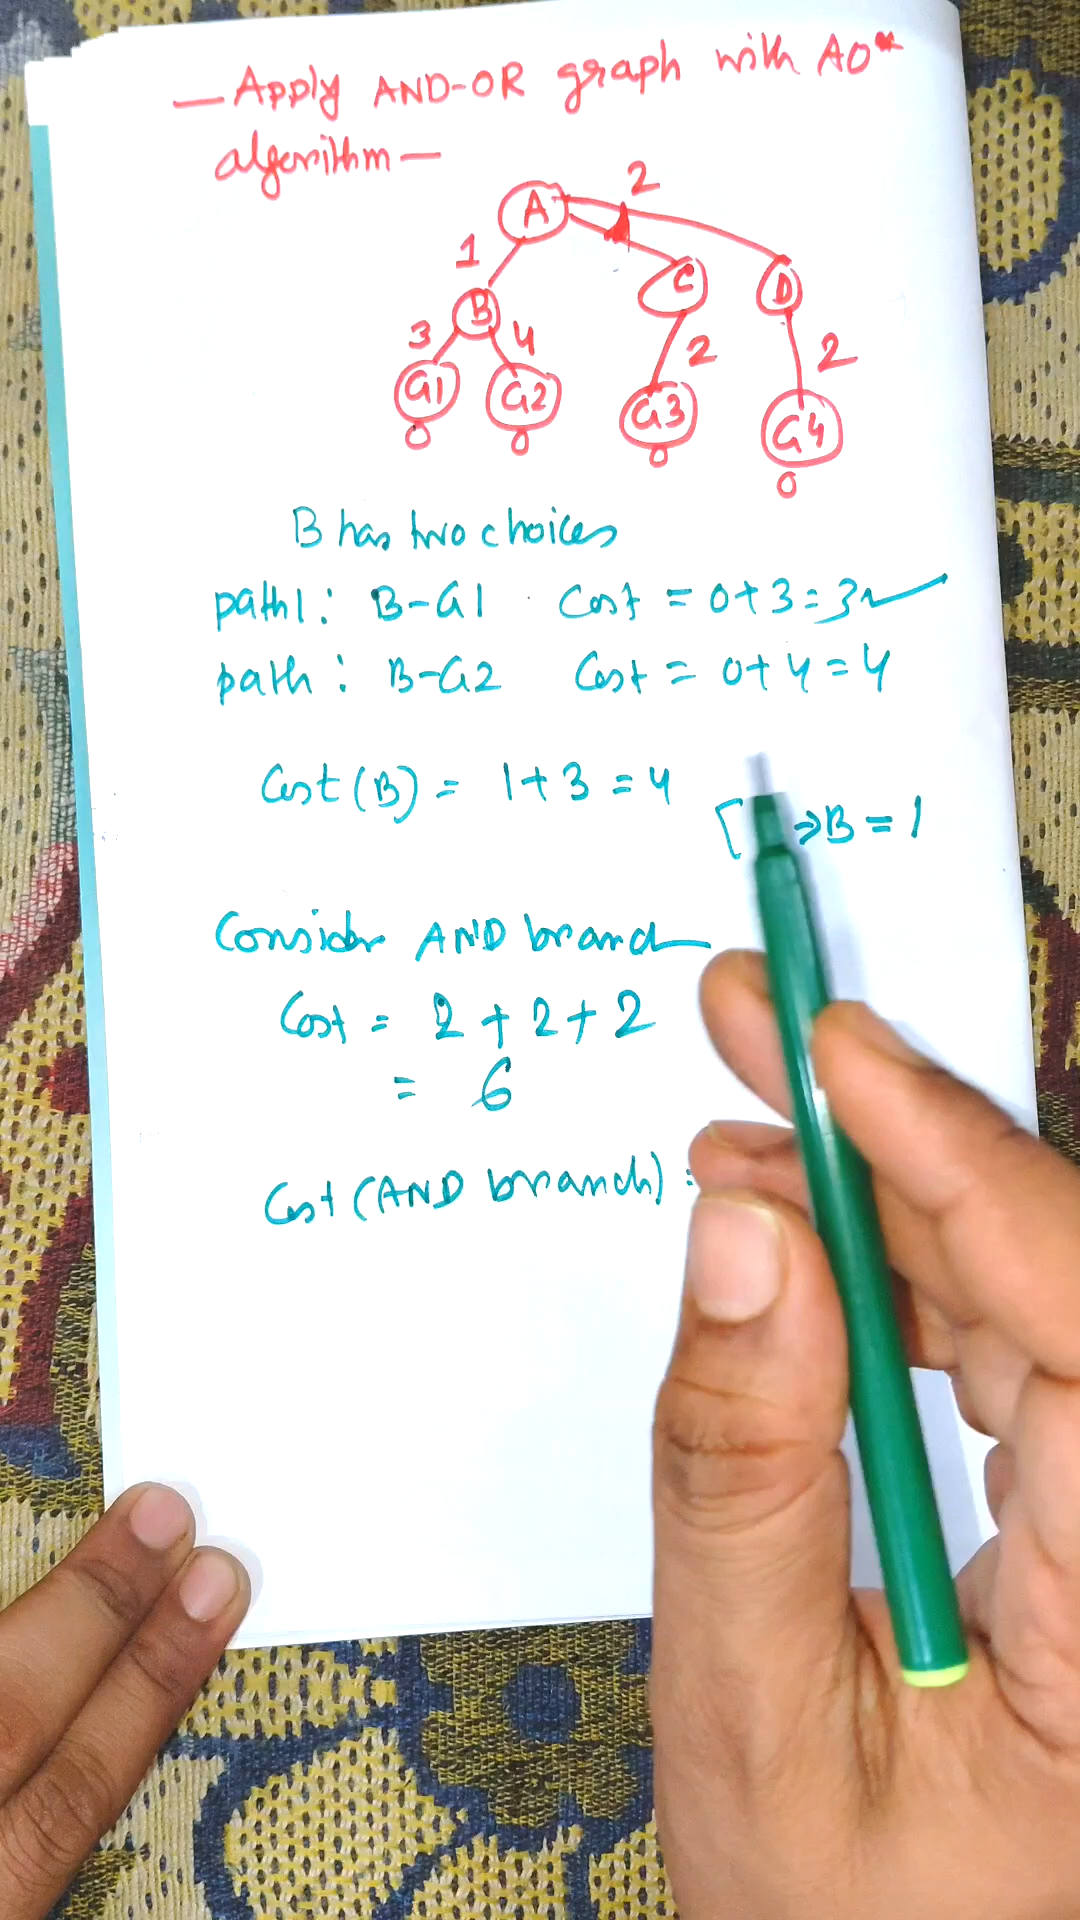 — Apply AND-OR graph with AO*
algorithm —
2
A
1
C
D
B
3
4
2
2
G1
G2
G3
G4
0
0
0
0
B has two choices
path1: B-G1 Cost = 0+3=3 ✓
path: B-G2 Cost = 0+4=4
Cost (B) = 1+3=4
[ ⇒B=1
Consider AND branch
Cost = 2+2+2
= 6
Cost (AND branch) :